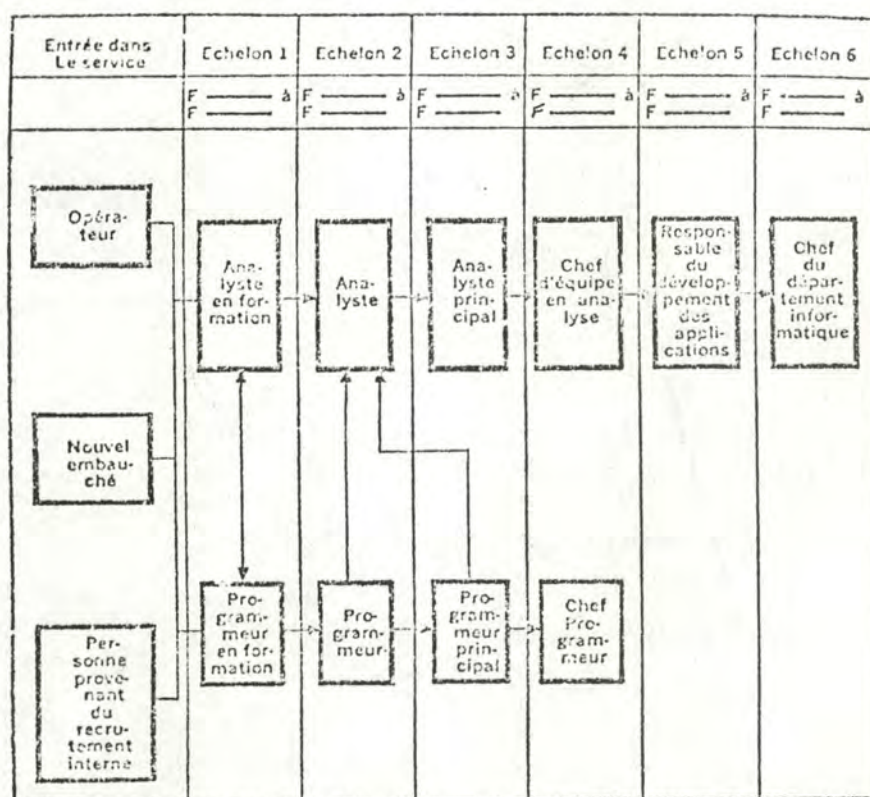 Entrée dans
Le service
Echelon 1
Echelon 2
Echelon 3
Echelon 4
Echelon 5
Echelon 6
F à
F
F à
F
F à
F
F à
F
F à
F
F à
F
Opéra-
teur
Ana-
lyste
en for-
mation
Analyste
Ana-
lyste
prin-
cipal
Chef
d'équipe
en ana-
lyse
Respon-
sable
du
dévelop-
pement
des
appli-
cations
Chef
du
dépar-
tement
infor-
matique
Nouvel
embau-
ché
Per-
sonne
prove-
nant
du
recru-
tement
interne
Pro-
gram-
meur
en for-
mation
Pro-
gram-
meur
Pro-
gram-
meur
prin-
cipal
Chef
Pro-
gram-
meur